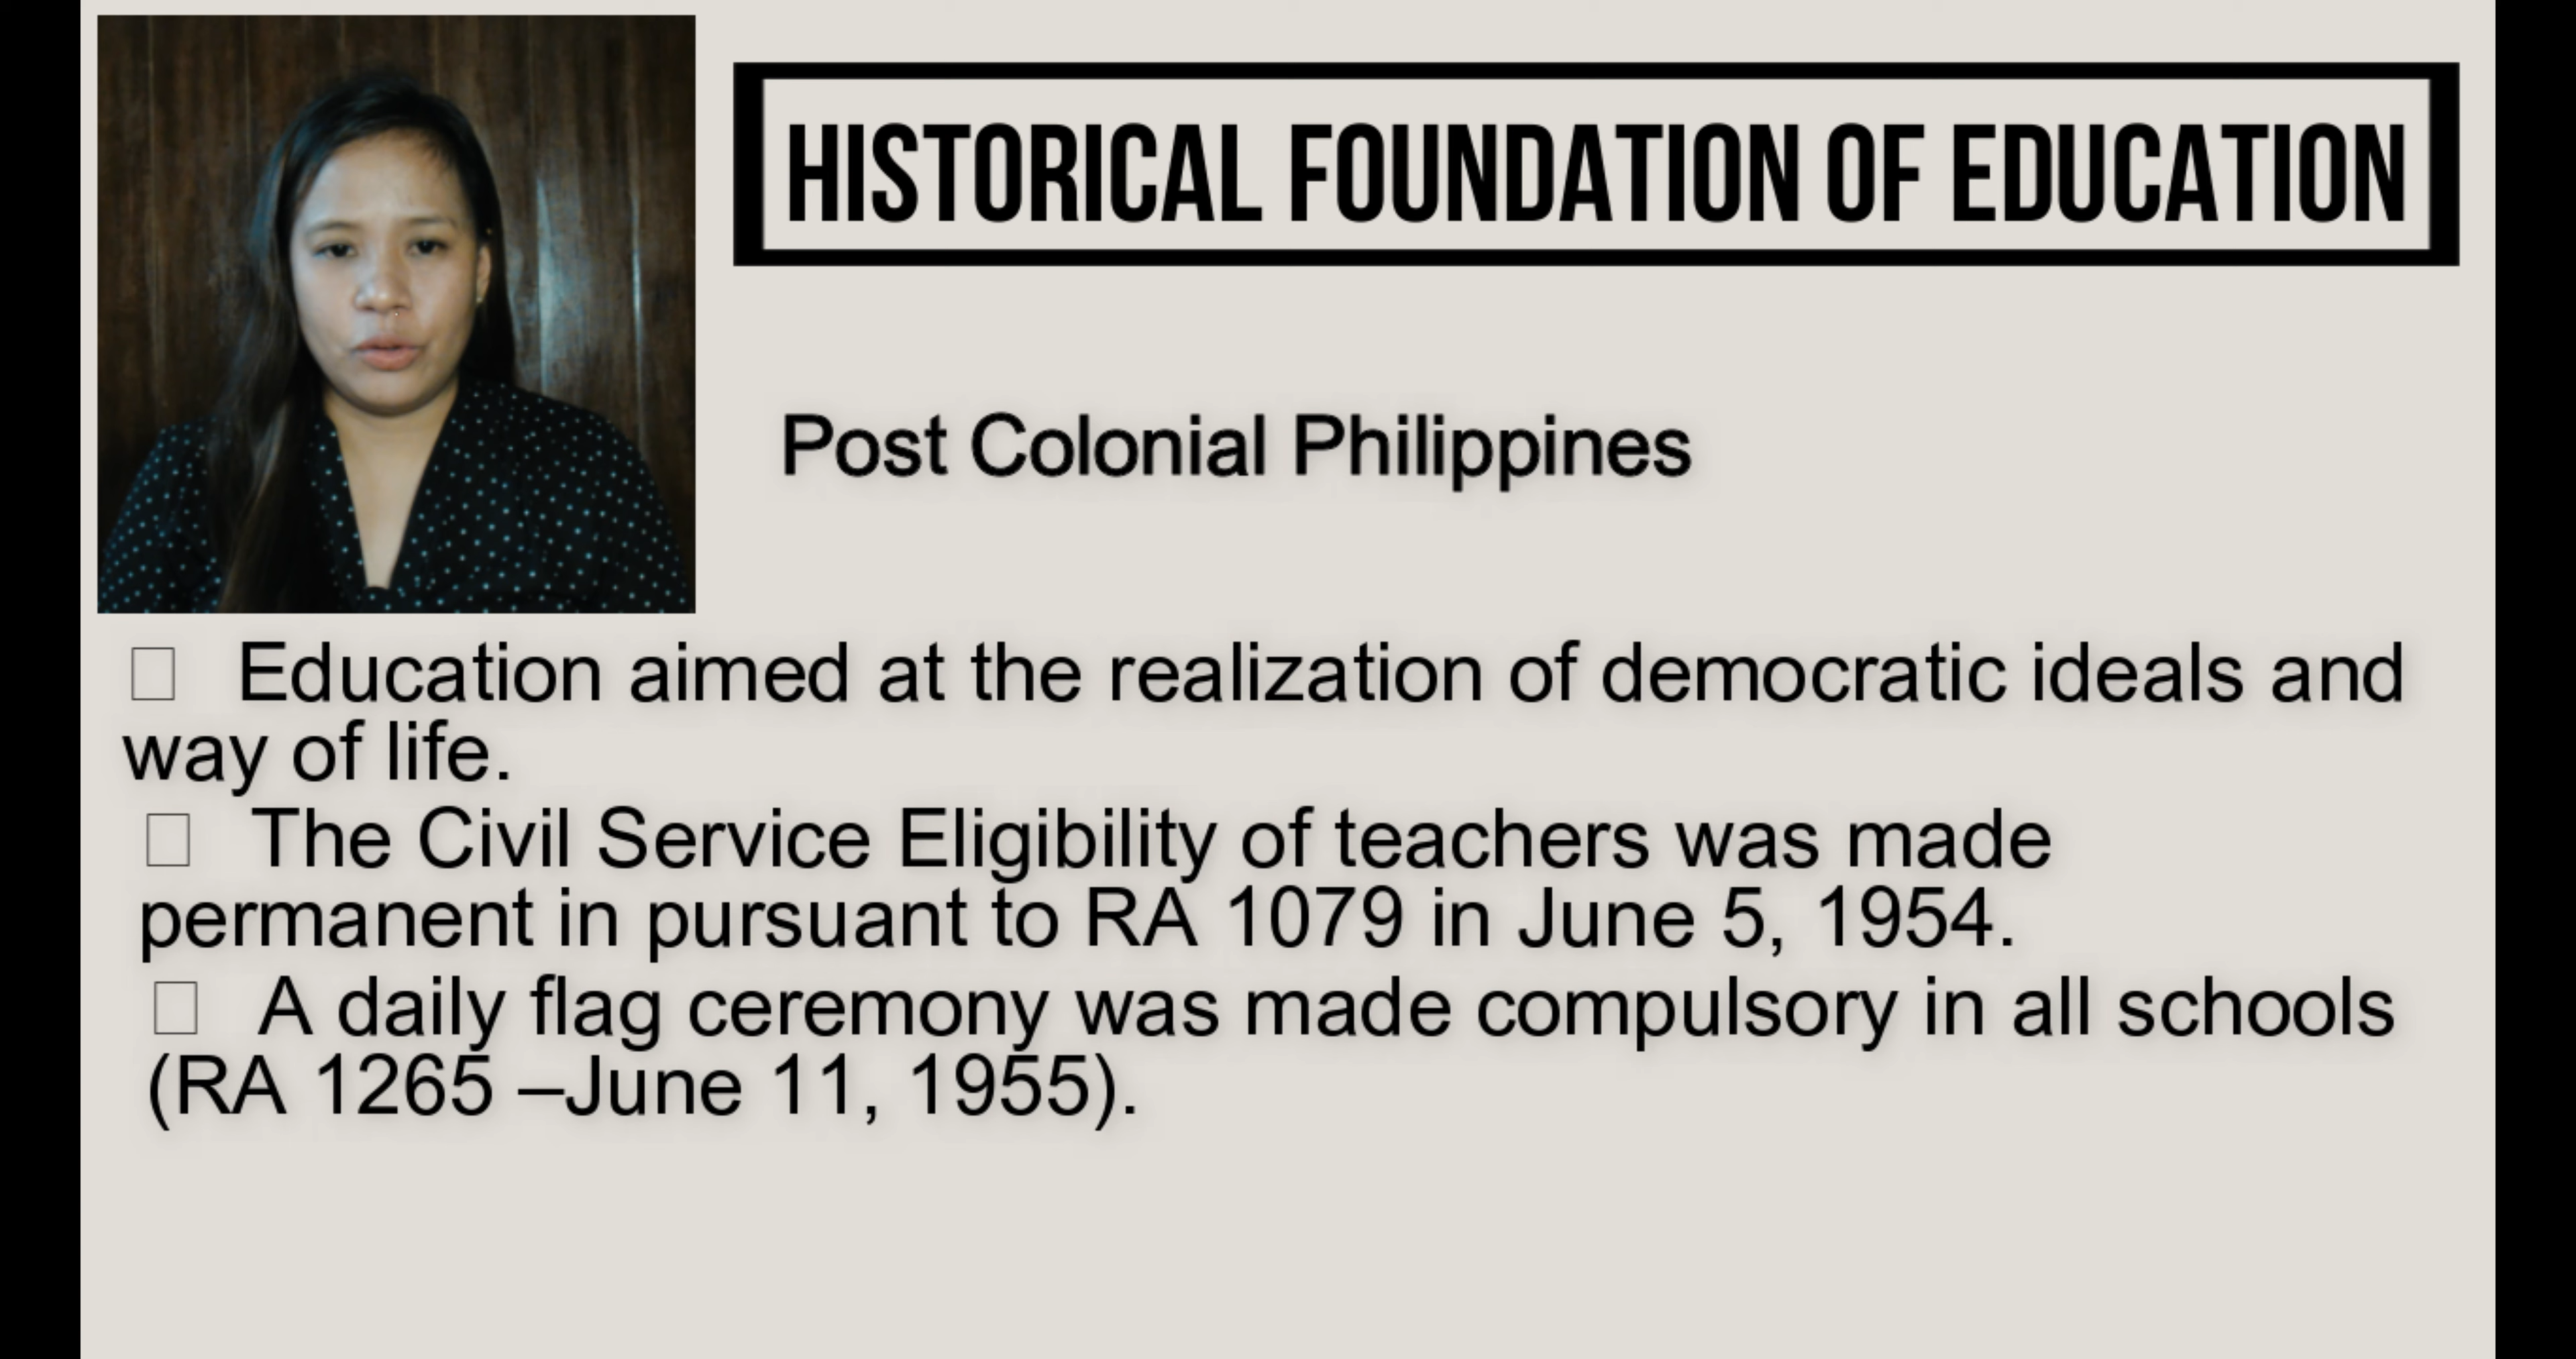 HISTORICAL FOUNDATION OF EDUCATION
Post Colonial Philippines
Education aimed at the realization of democratic ideals and
way of life.
The Civil Service Eligibility of teachers was made
permanent in pursuant to RA 1079 in June 5, 1954.
A daily flag ceremony was made compulsory in all schools
(RA 1265 –June 11, 1955).